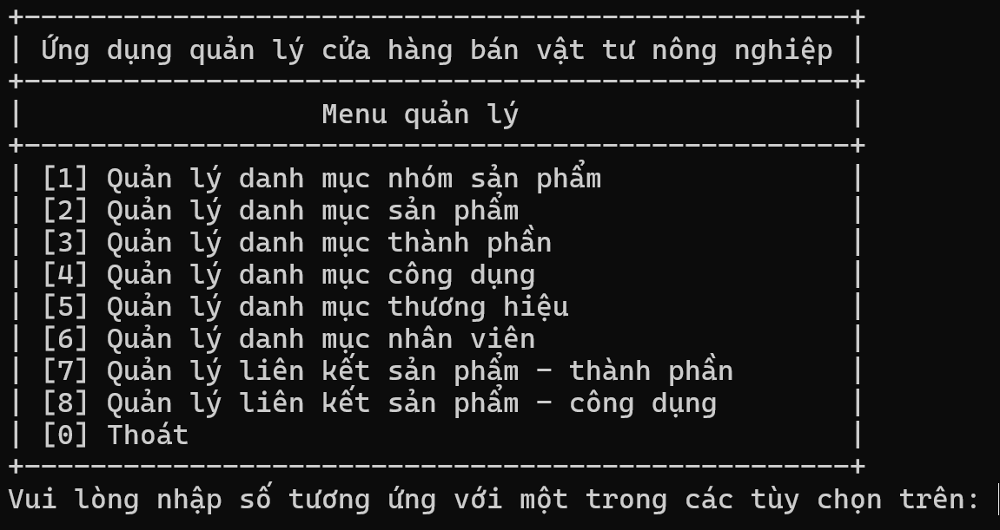 +--------------------------------------------------+
| Ứng dụng quản lý cửa hàng bán vật tư nông nghiệp |
+--------------------------------------------------+
|                  Menu quản lý                    |
+--------------------------------------------------+
| [1] Quản lý danh mục nhóm sản phẩm               |
| [2] Quản lý danh mục sản phẩm                    |
| [3] Quản lý danh mục thành phần                  |
| [4] Quản lý danh mục công dụng                   |
| [5] Quản lý danh mục thương hiệu                 |
| [6] Quản lý danh mục nhân viên                   |
| [7] Quản lý liên kết sản phẩm - thành phần       |
| [8] Quản lý liên kết sản phẩm - công dụng        |
| [0] Thoát                                        |
+--------------------------------------------------+
Vui lòng nhập số tương ứng với một trong các tùy chọn trên: